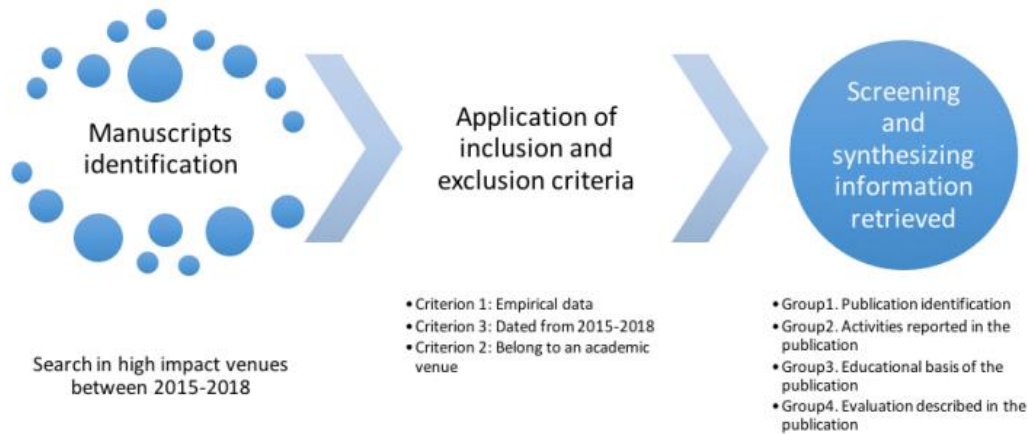 Manuscripts
identification
Search in high impact venues
between 2015-2018
Application of
inclusion and
exclusion criteria
•Criterion 1: Empirical data
•Criterion 3: Dated from 2015-2018
•Criterion 2: Belong to an academic
venue
Screening
and
synthesizing
information
retrieved
•Group1. Publication identification
•Group2. Activities reported in the
publication
•Group3. Educational basis of the
publication
•Group4. Evaluation described in the
publication